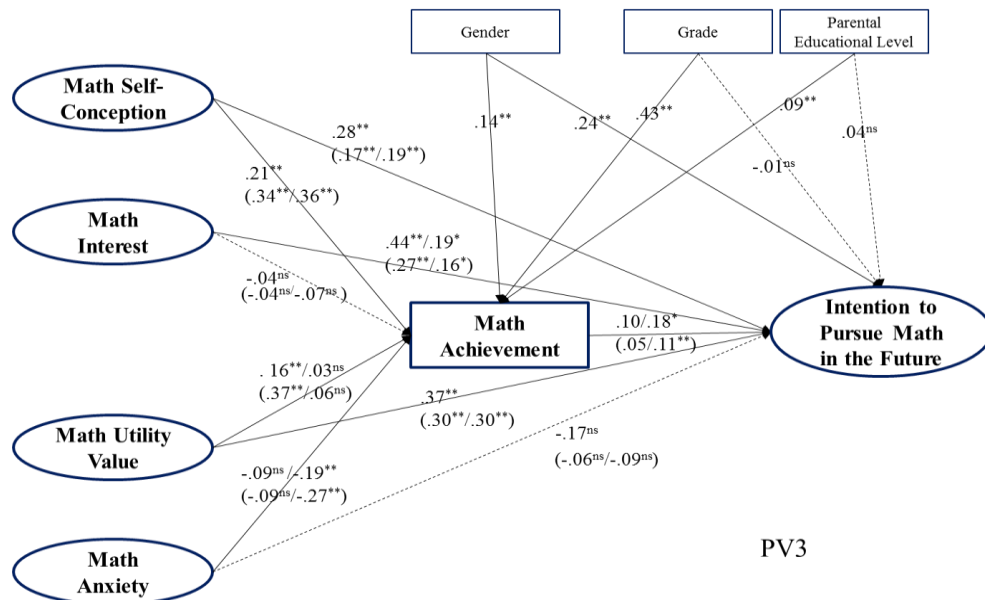 Gender
Grade
Parental
Educational Level
Math Self-
Conception
.14**
.24**
.43**
.09**
.04ns
-.01ns
.28**
(.17**/.19**)
.21**
(.34**/.36**)
Math
Interest
.44**/.19*
(.27**/.16*)
-.04ns
(-.04ns/-.07ns)
Math
Achievement
.10/.18*
(.05/.11**)
Intention to
Pursue Math
in the Future
. 16**/.03ns
(.37**/.06ns)
.37**
(.30**/.30**)
Math Utility
Value
-.17ns
(-.06ns/-.09ns)
-.09ns/-.19**
(-.09ns/-.27**)
Math
Anxiety
PV3